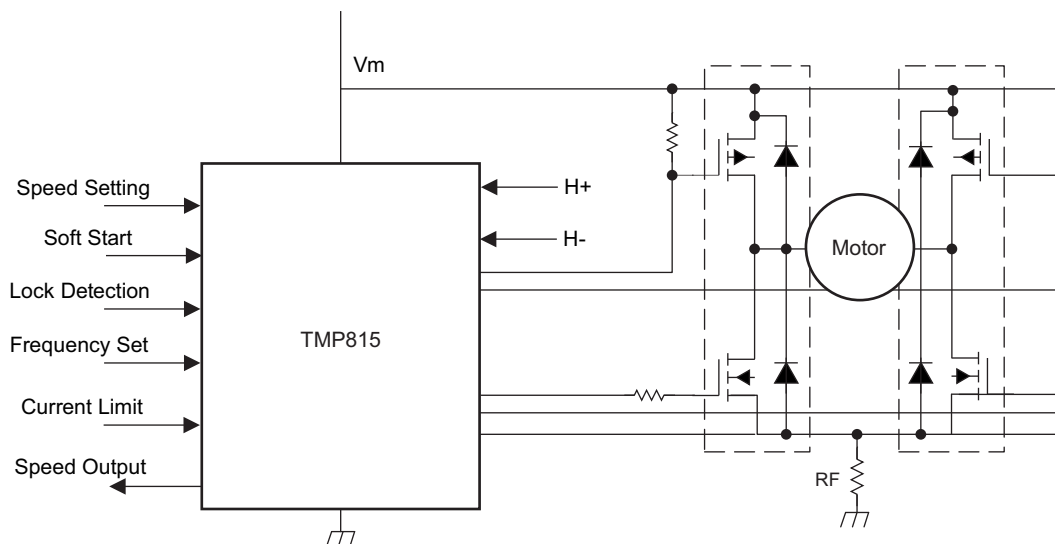 Vm
Speed Setting
H+
Soft Start
H-
Motor
Lock Detection
TMP815
Frequency Set
Current Limit
Speed Output
RF